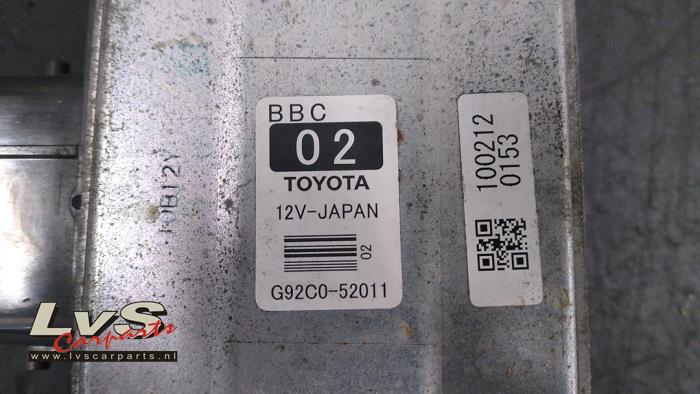 BBC
02
TOYOTA
12V-JAPAN
02
G92C0-52011
100212
0153
LvS
Carparts
www.lvscarparts.nl